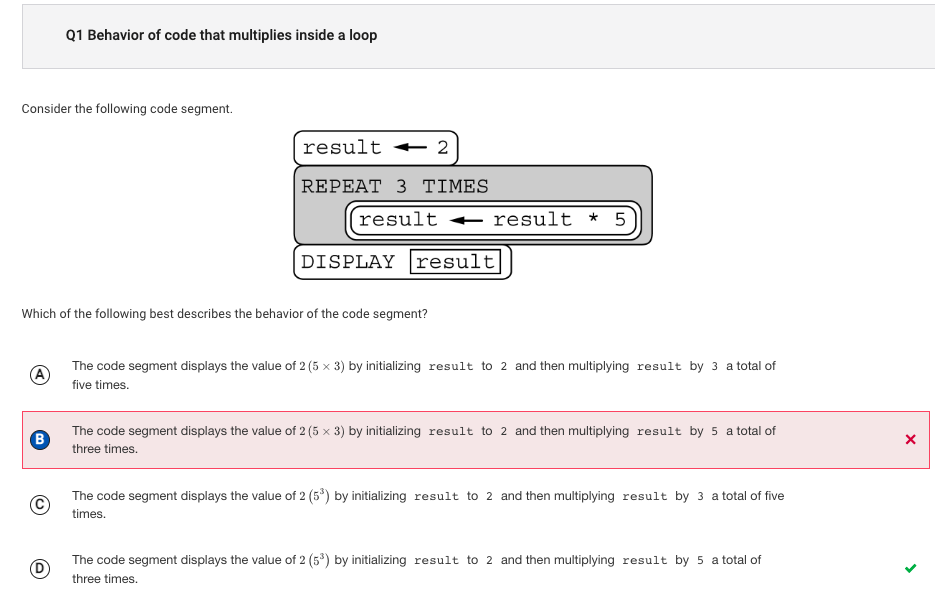 Q1 Behavior of code that multiplies inside a loop
Consider the following code segment.
result ← 2
REPEAT 3 TIMES
result ← result * 5
DISPLAY result
Which of the following best describes the behavior of the code segment?
A The code segment displays the value of 2 (5 × 3) by initializing result to 2 and then multiplying result by 3 a total of
five times.
B The code segment displays the value of 2 (5 × 3) by initializing result to 2 and then multiplying result by 5 a total of
three times.
C The code segment displays the value of 2 (5³) by initializing result to 2 and then multiplying result by 3 a total of five
times.
D The code segment displays the value of 2 (5³) by initializing result to 2 and then multiplying result by 5 a total of
three times.